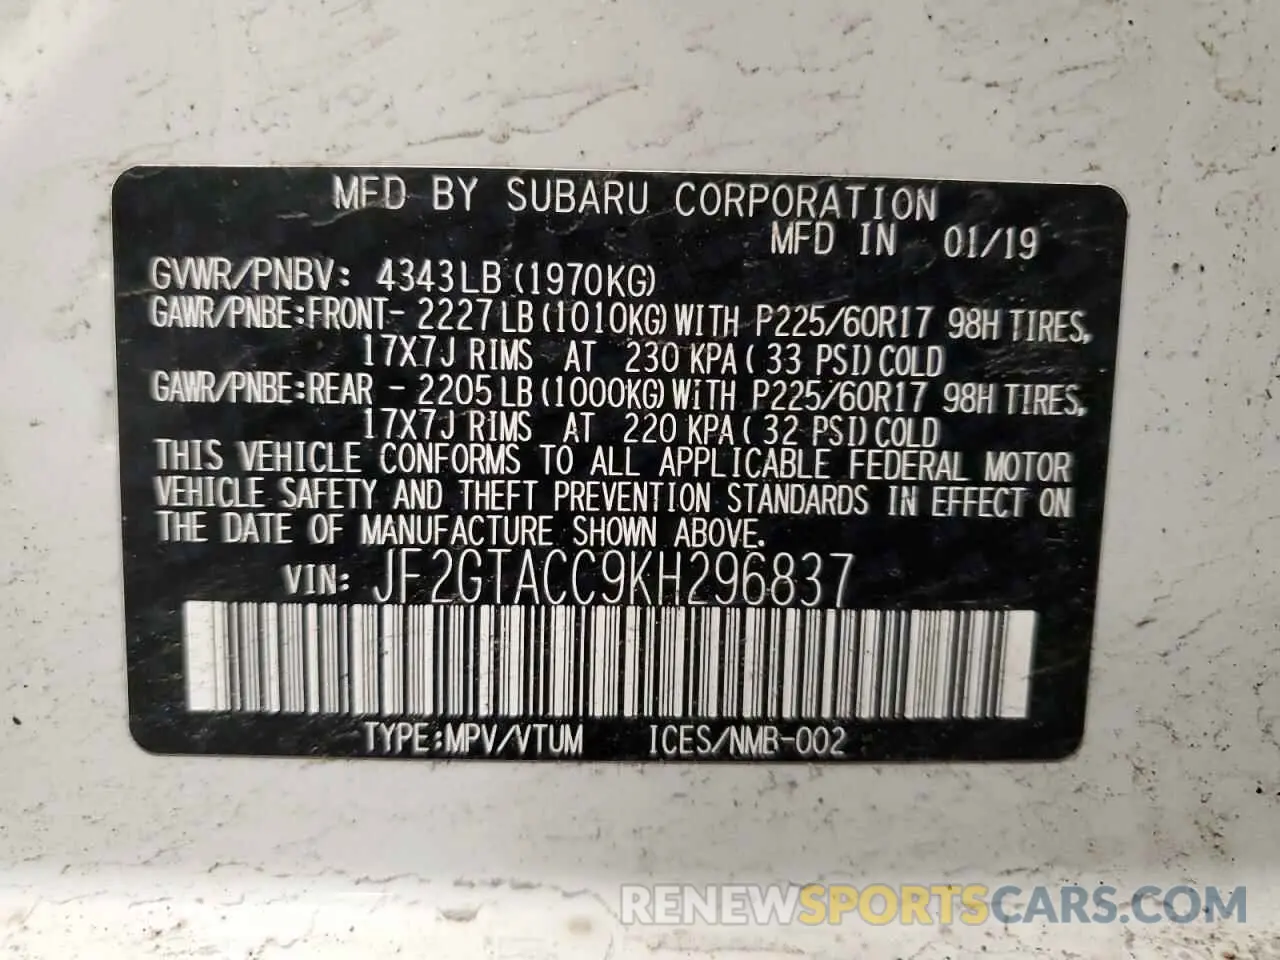 MFD BY SUBARU CORPORATION
MFD IN 01/19
GVWR/PNBV: 4343LB (1970KG)
GAWR/PNBE:FRONT- 2227 LB (1010KG) WITH P225/60R17 98H TIRES,
17X7J RIMS AT 230 KPA ( 33 PSI) COLD
GAWR/PNBE:REAR - 2205 LB (1000KG) WITH P225/60R17 98H TIRES,
17X7J RIMS AT 220 KPA ( 32 PSI) COLD
THIS VEHICLE CONFORMS TO ALL APPLICABLE FEDERAL MOTOR
VEHICLE SAFETY AND THEFT PREVENTION STANDARDS IN EFFECT ON
THE DATE OF MANUFACTURE SHOWN ABOVE.
VIN: JF2GTACC9KH296837
TYPE:MPV/VTUM ICES/NMB-002
RENEWSPORTSCARS.COM